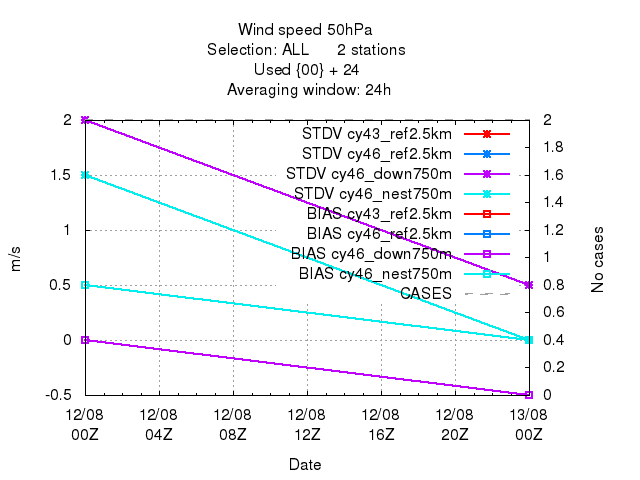 Wind speed 50hPa
Selection: ALL 2 stations
Used {00} + 24
Averaging window: 24h
m/s
2
1.5
1
0.5
0
-0.5
STDV cy43_ref2.5km
STDV cy46_ref2.5km
STDV cy46_down750m
STDV cy46_nest750m
BIAS cy43_ref2.5km
BIAS cy46_ref2.5km
BIAS cy46_down750m
BIAS cy46_nest750m
CASES
2
1.8
1.6
1.4
1.2
1
0.8
0.6
0.4
0.2
0
No cases
12/08 12/08 12/08 12/08 12/08 12/08 13/08
00Z 04Z 08Z 12Z 16Z 20Z 00Z
Date